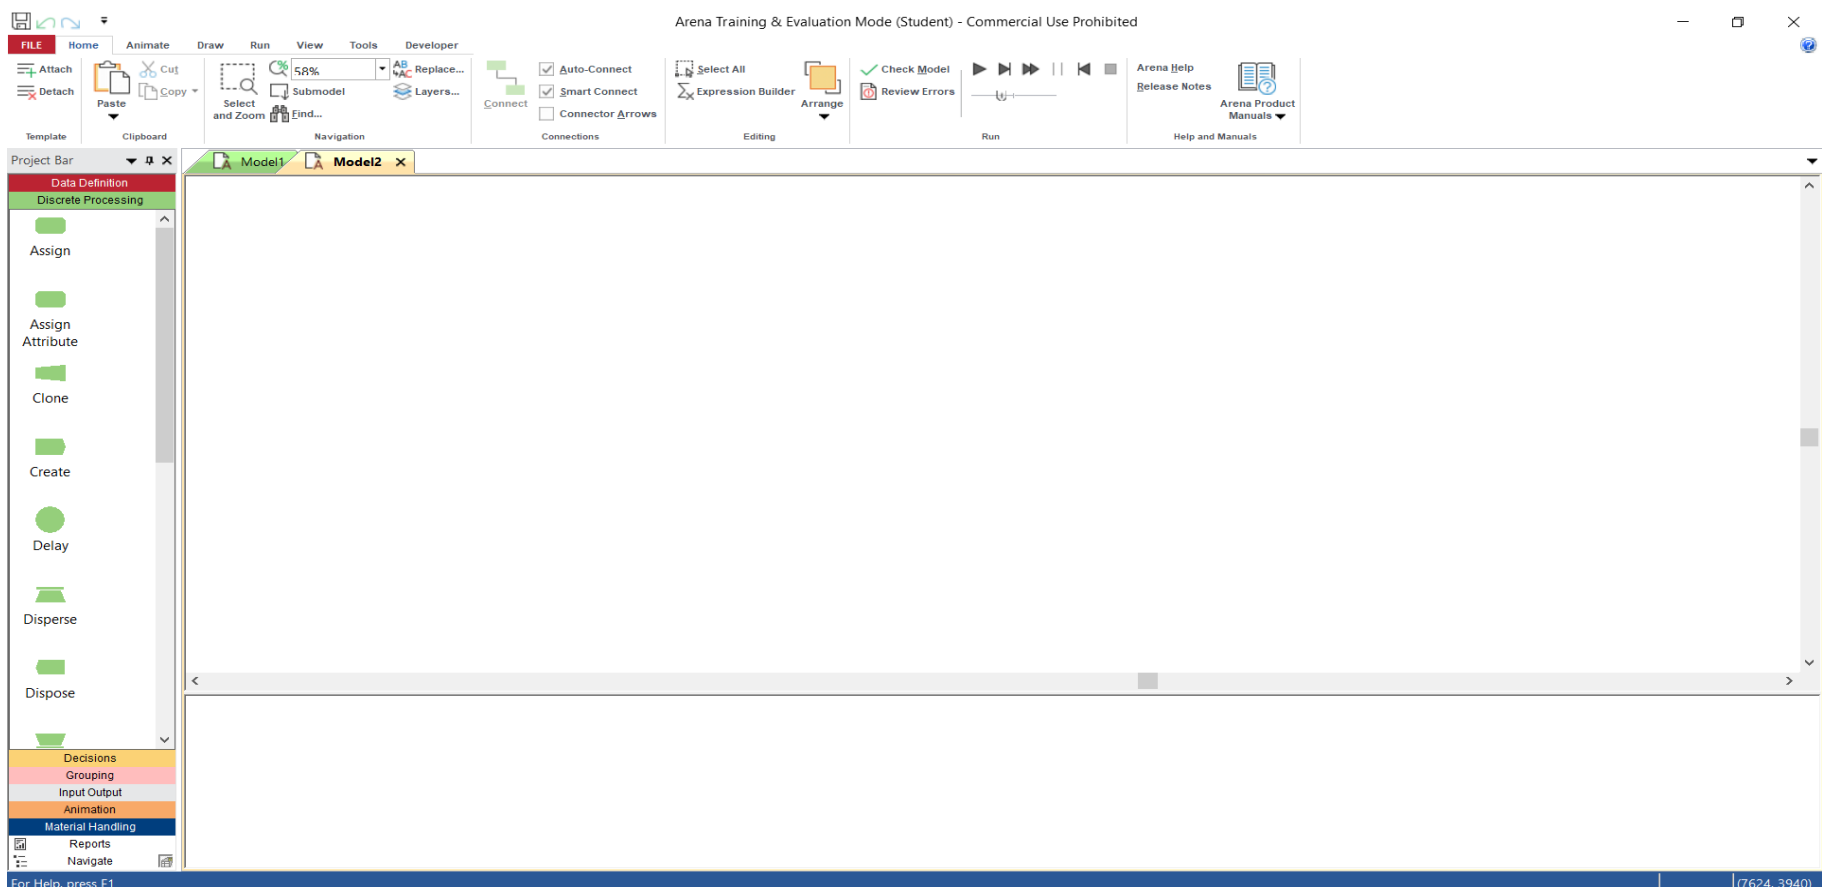 Arena Training & Evaluation Mode (Student) - Commercial Use Prohibited
FILE Home Animate Draw Run View Tools Developer
Attach
Detach
Template
Paste
Cut
Copy
Clipboard
Select
and Zoom
58%
Submodel
Find...
Replace...
Layers...
Navigation
Connect
Auto-Connect
Smart Connect
Connector Arrows
Connections
Select All
Expression Builder
Arrange
Editing
Check Model
Review Errors
Run
Arena Help
Release Notes
Arena Product
Manuals
Help and Manuals
Project Bar
Model1 Model2
Data Definition
Discrete Processing
Assign
Assign
Attribute
Clone
Create
Delay
Disperse
Dispose
Decisions
Grouping
Input Output
Animation
Material Handling
Reports
Navigate
For Help, press F1
(7624, 3940)